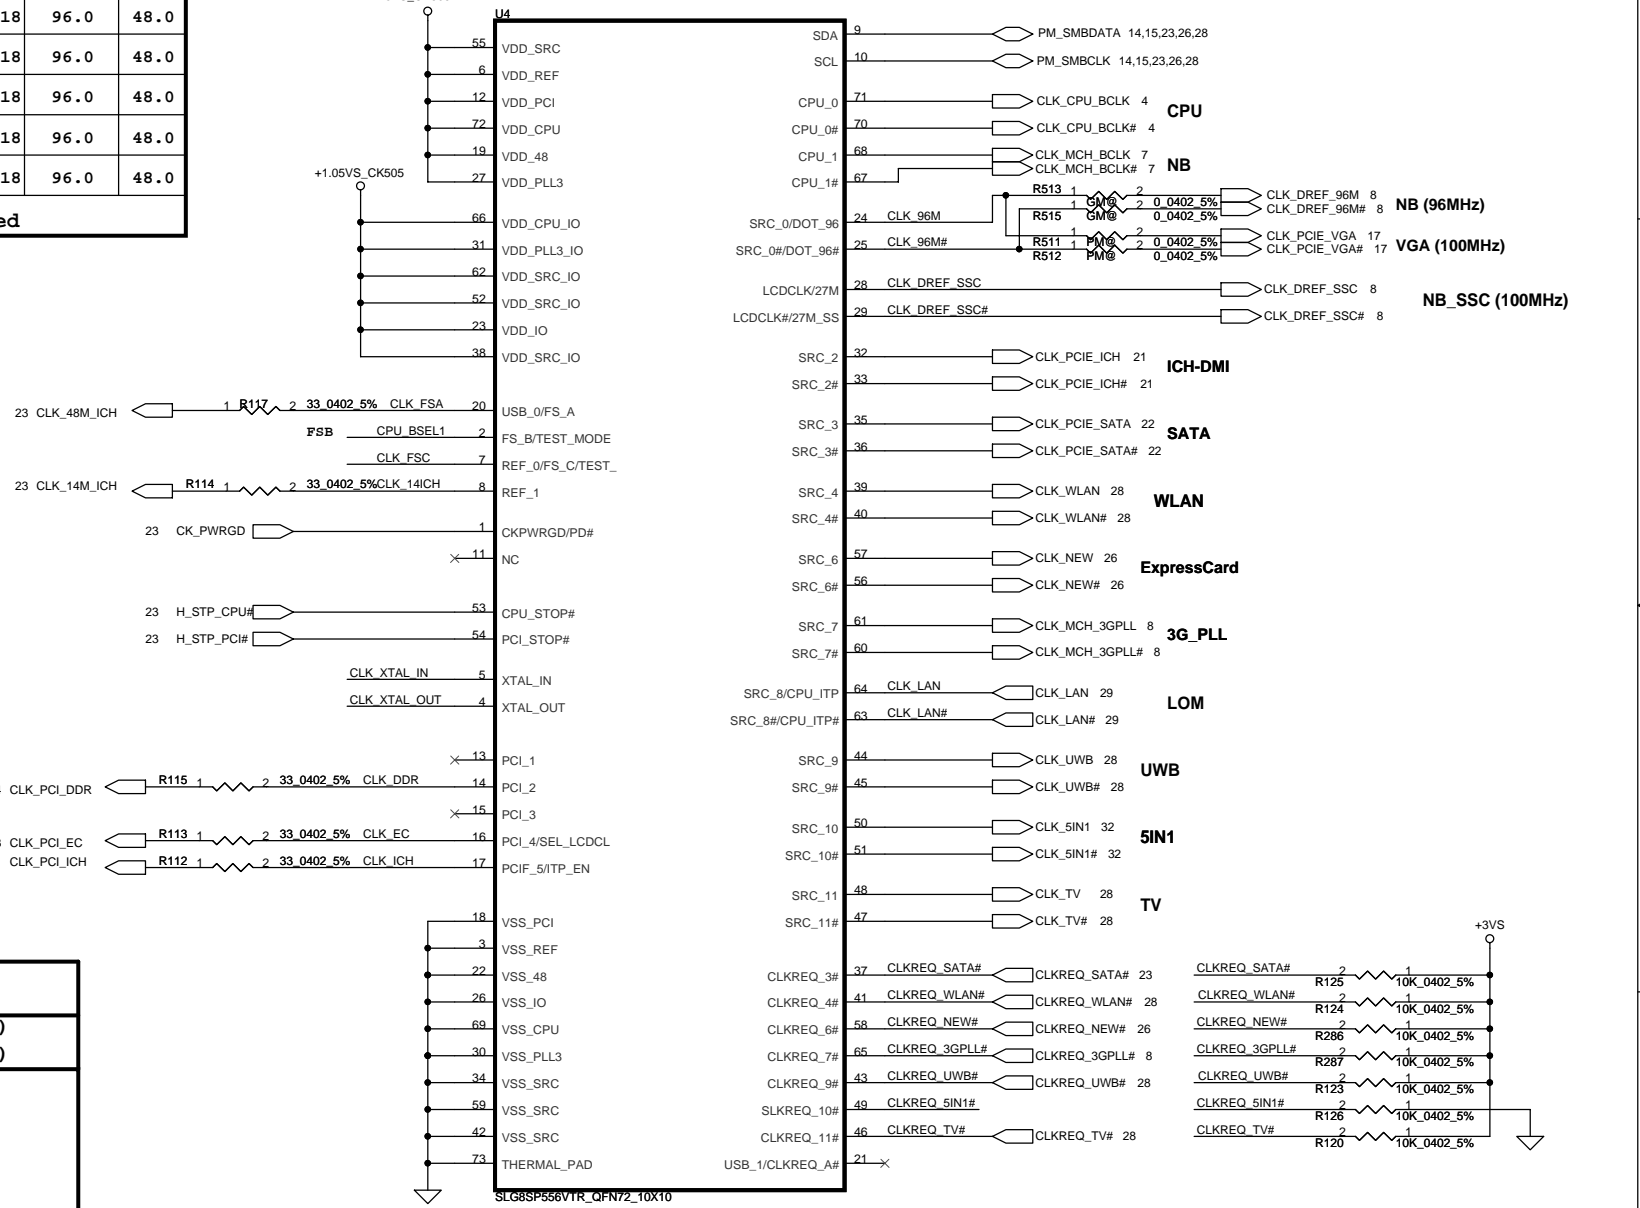 18 96.0 48.0
18 96.0 48.0
18 96.0 48.0
18 96.0 48.0
18 96.0 48.0
ed
)
)
+1.05VS_CK505
U4
55 VDD_SRC
6 VDD_REF
12 VDD_PCI
72 VDD_CPU
19 VDD_48
27 VDD_PLL3
66 VDD_CPU_IO
31 VDD_PLL3_IO
62 VDD_SRC_IO
52 VDD_SRC_IO
23 VDD_IO
38 VDD_SRC_IO
23 CLK_48M_ICH 1 R117 2 33_0402_5% CLK_FSA 20 USB_0/FS_A
FSB CPU_BSEL1 2 FS_B/TEST_MODE
CLK_FSC 7 REF_0/FS_C/TEST_
23 CLK_14M_ICH R114 1 2 33_0402_5% CLK_14ICH 8 REF_1
23 CK_PWRGD 1 CKPWRGD/PD#
11 NC
23 H_STP_CPU# 53 CPU_STOP#
23 H_STP_PCI# 54 PCI_STOP#
CLK_XTAL_IN 5 XTAL_IN
CLK_XTAL_OUT 4 XTAL_OUT
13 PCI_1
CLK_PCI_DDR R115 1 2 33_0402_5% CLK_DDR 14 PCI_2
15 PCI_3
CLK_PCI_EC R113 1 2 33_0402_5% CLK_EC 16 PCI_4/SEL_LCDCL
CLK_PCI_ICH R112 1 2 33_0402_5% CLK_ICH 17 PCIF_5/ITP_EN
18 VSS_PCI
3 VSS_REF
22 VSS_48
26 VSS_IO
69 VSS_CPU
30 VSS_PLL3
34 VSS_SRC
59 VSS_SRC
42 VSS_SRC
73 THERMAL_PAD
SLG8SP556VTR_QFN72_10X10
SDA 9 PM_SMBDATA 14,15,23,26,28
SCL 10 PM_SMBCLK 14,15,23,26,28
CPU_0 71 CLK_CPU_BCLK 4
CPU
CPU_0# 70 CLK_CPU_BCLK# 4
CPU_1 68 CLK_MCH_BCLK 7
NB
CPU_1# 67 CLK_MCH_BCLK# 7
SRC_0/DOT_96 24 CLK_96M
SRC_0#/DOT_96# 25 CLK_96M#
R513 1 GM@ 2 0_0402_5% CLK_DREF_96M 8
R515 1 GM@ 2 0_0402_5% CLK_DREF_96M# 8
NB (96MHz)
R511 1 PM@ 2 0_0402_5% CLK_PCIE_VGA 17
R512 1 PM@ 2 0_0402_5% CLK_PCIE_VGA# 17
VGA (100MHz)
LCDCLK/27M 28 CLK_DREF_SSC CLK_DREF_SSC 8
NB_SSC (100MHz)
LCDCLK#/27M_SS 29 CLK_DREF_SSC# CLK_DREF_SSC# 8
SRC_2 32 CLK_PCIE_ICH 21
ICH-DMI
SRC_2# 33 CLK_PCIE_ICH# 21
SRC_3 35 CLK_PCIE_SATA 22
SATA
SRC_3# 36 CLK_PCIE_SATA# 22
SRC_4 39 CLK_WLAN 28
WLAN
SRC_4# 40 CLK_WLAN# 28
SRC_6 57 CLK_NEW 26
ExpressCard
SRC_6# 56 CLK_NEW# 26
SRC_7 61 CLK_MCH_3GPLL 8
3G_PLL
SRC_7# 60 CLK_MCH_3GPLL# 8
SRC_8/CPU_ITP 64 CLK_LAN CLK_LAN 29
LOM
SRC_8#/CPU_ITP# 63 CLK_LAN# CLK_LAN# 29
SRC_9 44 CLK_UWB 28
UWB
SRC_9# 45 CLK_UWB# 28
SRC_10 50 CLK_5IN1 32
5IN1
SRC_10# 51 CLK_5IN1# 32
SRC_11 48 CLK_TV 28
TV
SRC_11# 47 CLK_TV# 28
+3VS
CLKREQ_3# 37 CLKREQ_SATA# CLKREQ_SATA# 23 CLKREQ_SATA# 2 R125 1 10K_0402_5%
CLKREQ_4# 41 CLKREQ_WLAN# CLKREQ_WLAN# 28 CLKREQ_WLAN# 2 R124 1 10K_0402_5%
CLKREQ_6# 58 CLKREQ_NEW# CLKREQ_NEW# 26 CLKREQ_NEW# 2 R286 1 10K_0402_5%
CLKREQ_7# 65 CLKREQ_3GPLL# CLKREQ_3GPLL# 8 CLKREQ_3GPLL# 2 R287 1 10K_0402_5%
CLKREQ_9# 43 CLKREQ_UWB# CLKREQ_UWB# 28 CLKREQ_UWB# 2 R123 1 10K_0402_5%
SLKREQ_10# 49 CLKREQ_5IN1# CLKREQ_5IN1# 2 R126 1 10K_0402_5%
CLKREQ_11# 46 CLKREQ_TV# CLKREQ_TV# 28 CLKREQ_TV# 2 R120 1 10K_0402_5%
USB_1/CLKREQ_A# 21